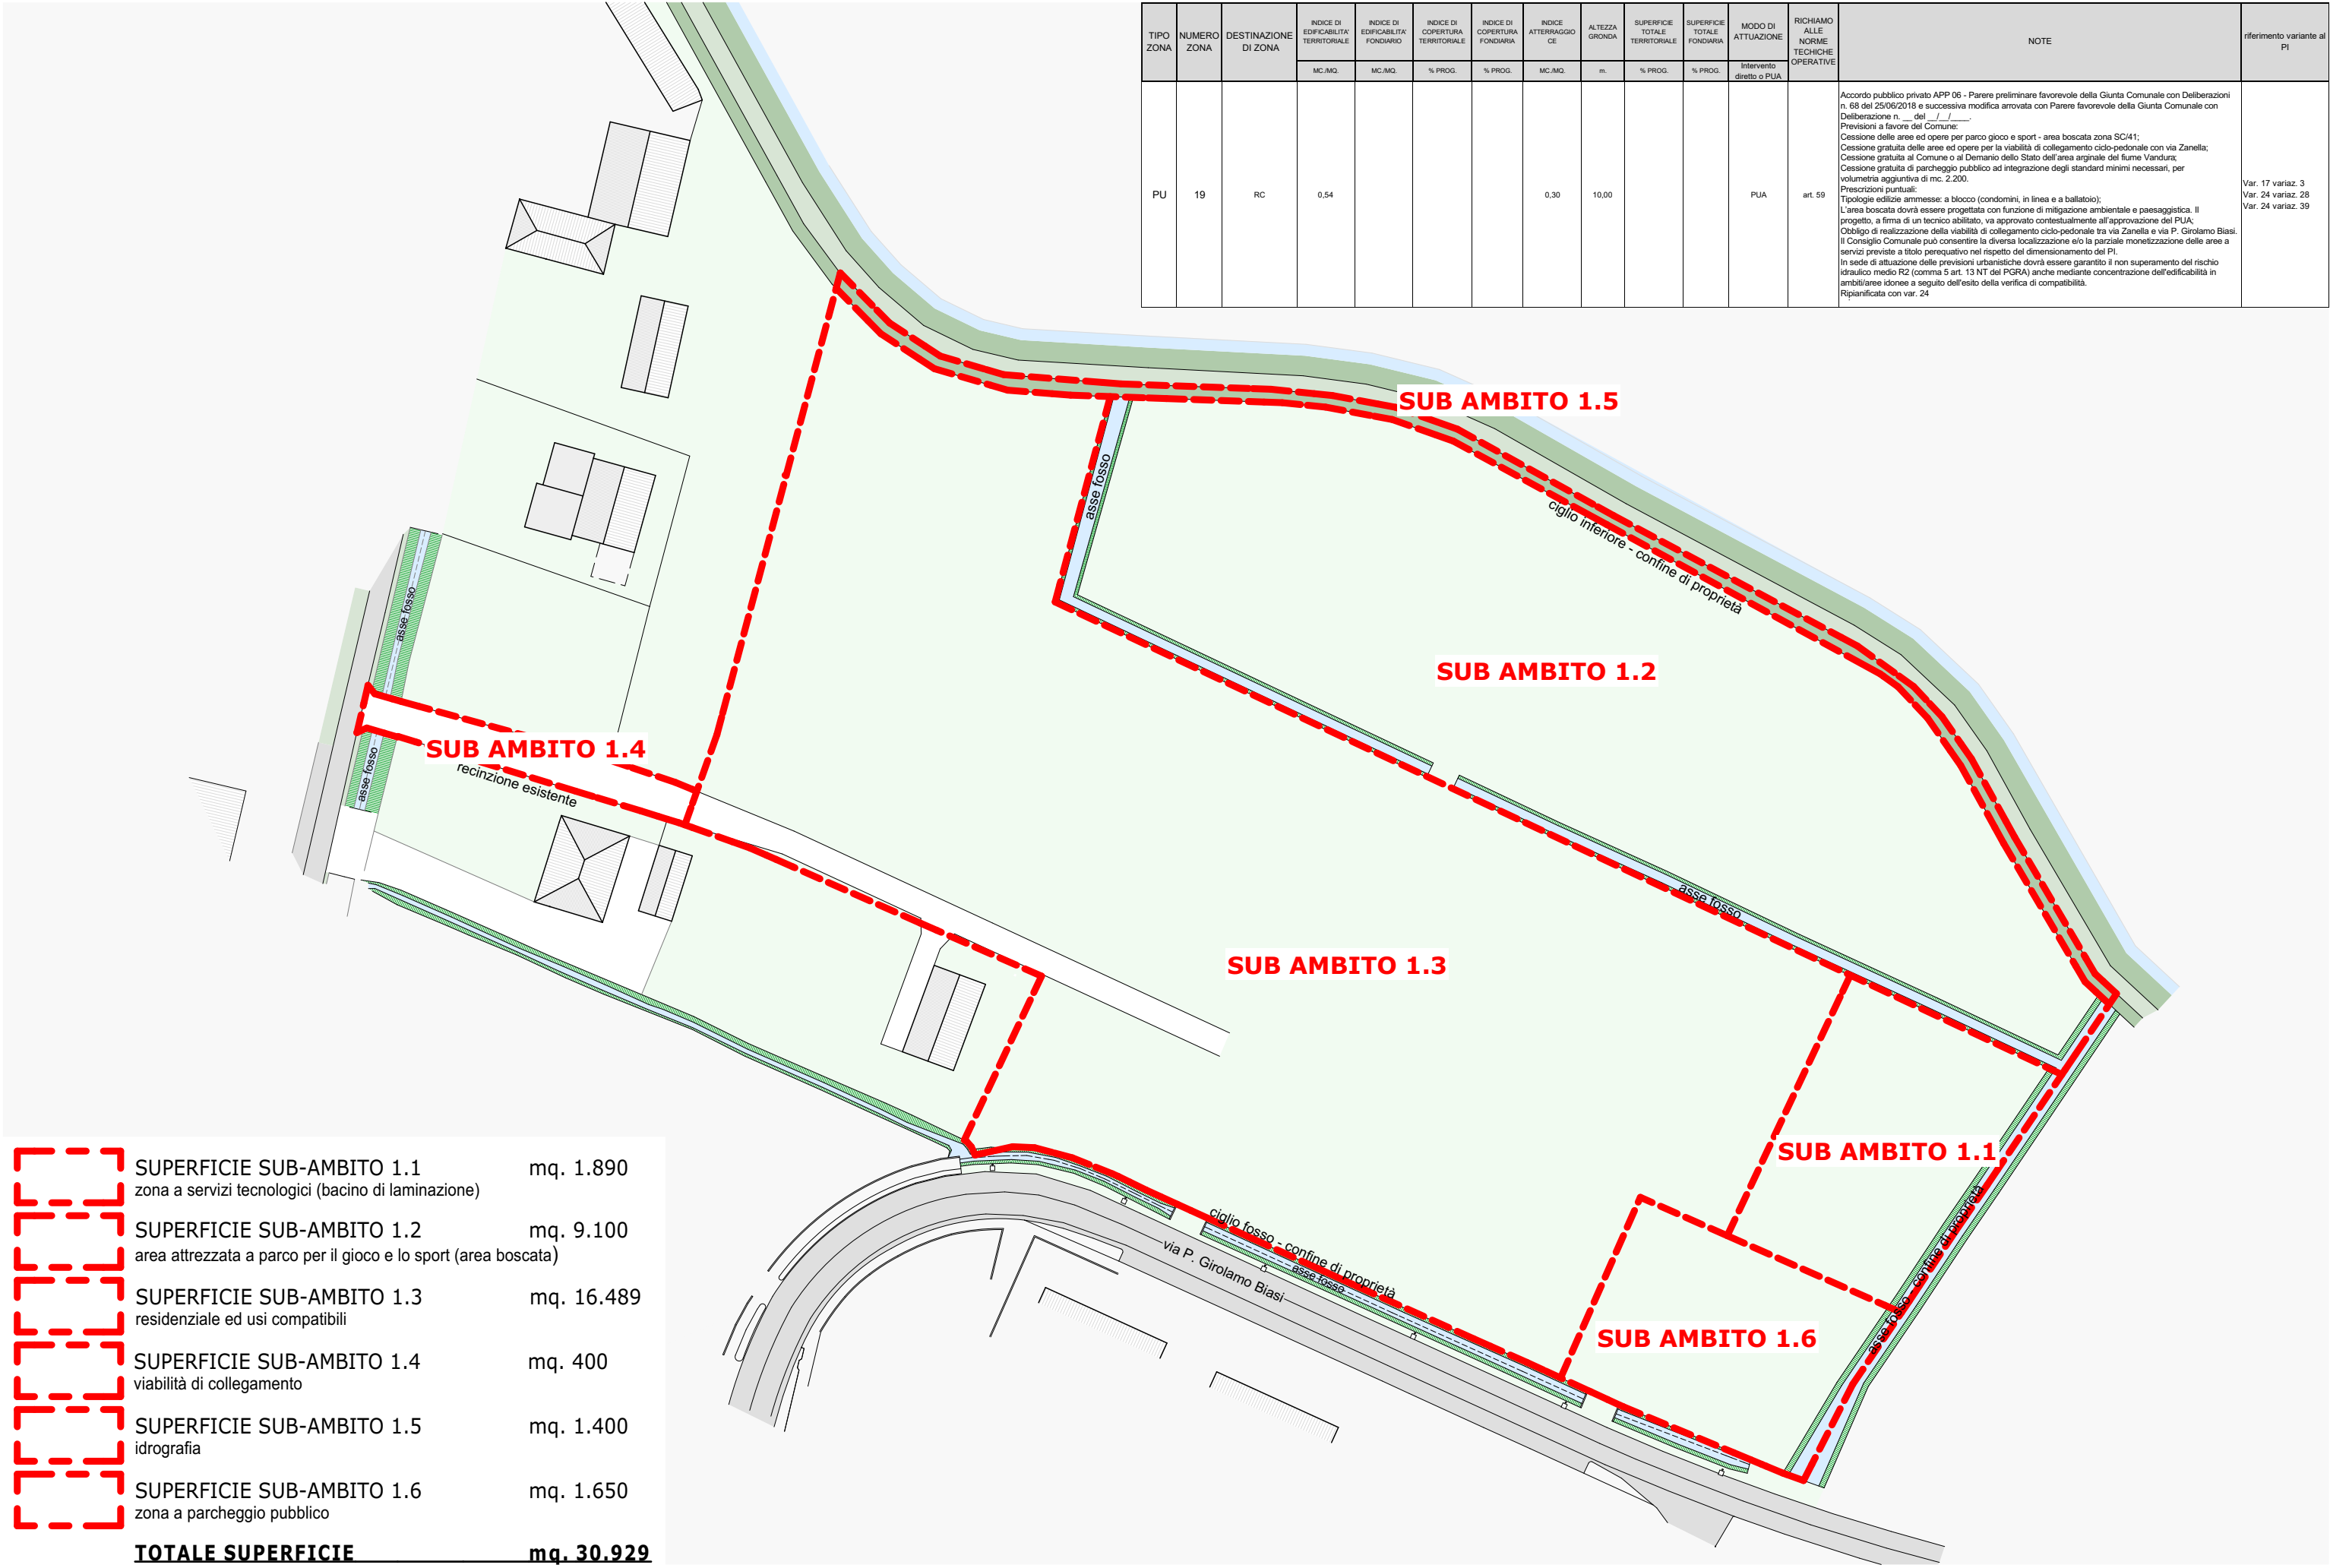 TIPO ZONA
NUMERO ZONA
DESTINAZIONE DI ZONA
INDICE DI EDIFICABILITA' TERRITORIALE
MC./MQ.
INDICE DI EDIFICABILITA' FONDIARIO
MC./MQ.
INDICE DI COPERTURA TERRITORIALE
% PROG.
INDICE DI COPERTURA FONDIARIA
% PROG.
INDICE ATTERRAGGIO CE
MC./MQ.
ALTEZZA GRONDA
m.
SUPERFICIE TOTALE TERRITORIALE
% PROG.
SUPERFICIE TOTALE FONDIARIA
% PROG.
MODO DI ATTUAZIONE
Intervento diretto o PUA
RICHIAMO ALLE NORME TECHICHE OPERATIVE
NOTE
riferimento variante al PI
PU
19
RC
0,54
0,30
10,00
PUA
art. 59
Accordo pubblico privato APP 06 - Parere preliminare favorevole della Giunta Comunale con Deliberazioni
n. 68 del 25/06/2018 e successiva modifica arrovata con Parere favorevole della Giunta Comunale con
Deliberazione n. __ del __/__/____.
Previsioni a favore del Comune:
Cessione delle aree ed opere per parco gioco e sport - area boscata zona SC/41;
Cessione gratuita delle aree ed opere per la viabilità di collegamento ciclo-pedonale con via Zanella;
Cessione gratuita al Comune o al Demanio dello Stato dell'area arginale del fiume Vandura;
Cessione gratuita di parcheggio pubblico ad integrazione degli standard minimi necessari, per
volumetria aggiuntiva di mc. 2.200.
Prescrizioni puntuali:
Tipologie edilizie ammesse: a blocco (condomini, in linea e a ballatoio);
L'area boscata dovrà essere progettata con funzione di mitigazione ambientale e paesaggistica. Il
progetto, a firma di un tecnico abilitato, va approvato contestualmente all'approvazione del PUA;
Obbligo di realizzazione della viabilità di collegamento ciclo-pedonale tra via Zanella e via P. Girolamo Biasi.
Il Consiglio Comunale può consentire la diversa localizzazione e/o la parziale monetizzazione delle aree a
servizi previste a titolo perequativo nel rispetto del dimensionamento del PI.
In sede di attuazione delle previsioni urbanistiche dovrà essere garantito il non superamento del rischio
idraulico medio R2 (comma 5 art. 13 NT del PGRA) anche mediante concentrazione dell'edificabilità in
ambiti/aree idonee a seguito dell'esito della verifica di compatibilità.
Ripianificata con var. 24
Var. 17 variaz. 3
Var. 24 variaz. 28
Var. 24 variaz. 39
SUB AMBITO 1.5
asse fosso
ciglio inferiore - confine di proprietà
asse fosso
SUB AMBITO 1.2
SUB AMBITO 1.4
recinzione esistente
asse fosso
asse fosso
SUB AMBITO 1.3
SUB AMBITO 1.1
asse fosso - confine di proprietà
ciglio fosso - confine di proprietà
asse fosso
via P. Girolamo Biasi
SUB AMBITO 1.6
SUPERFICIE SUB-AMBITO 1.1 mq. 1.890
zona a servizi tecnologici (bacino di laminazione)
SUPERFICIE SUB-AMBITO 1.2 mq. 9.100
area attrezzata a parco per il gioco e lo sport (area boscata)
SUPERFICIE SUB-AMBITO 1.3 mq. 16.489
residenziale ed usi compatibili
SUPERFICIE SUB-AMBITO 1.4 mq. 400
viabilità di collegamento
SUPERFICIE SUB-AMBITO 1.5 mq. 1.400
idrografia
SUPERFICIE SUB-AMBITO 1.6 mq. 1.650
zona a parcheggio pubblico
TOTALE SUPERFICIE mq. 30.929